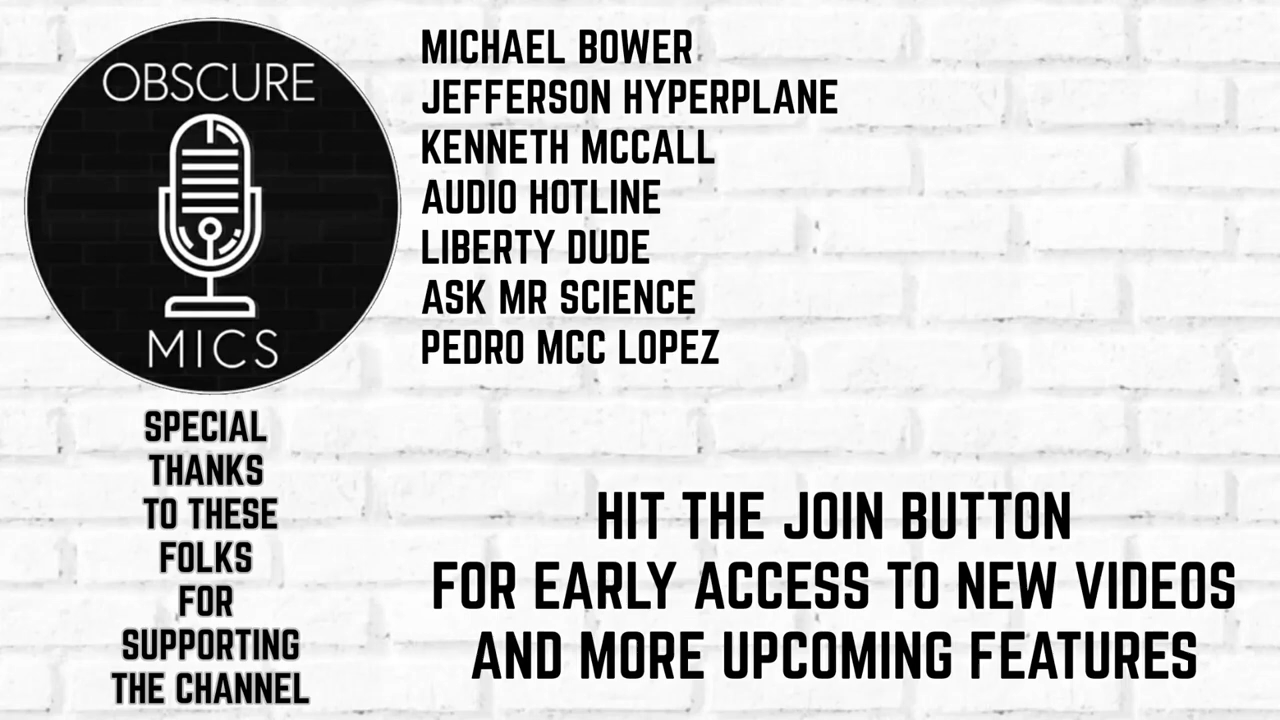 OBSCURE
MICS
SPECIAL
THANKS
TO THESE
FOLKS
FOR
SUPPORTING
THE CHANNEL
MICHAEL BOWER
JEFFERSON HYPERPLANE
KENNETH MCCALL
AUDIO HOTLINE
LIBERTY DUDE
ASK MR SCIENCE
PEDRO MCC LOPEZ
HIT THE JOIN BUTTON
FOR EARLY ACCESS TO NEW VIDEOS
AND MORE UPCOMING FEATURES